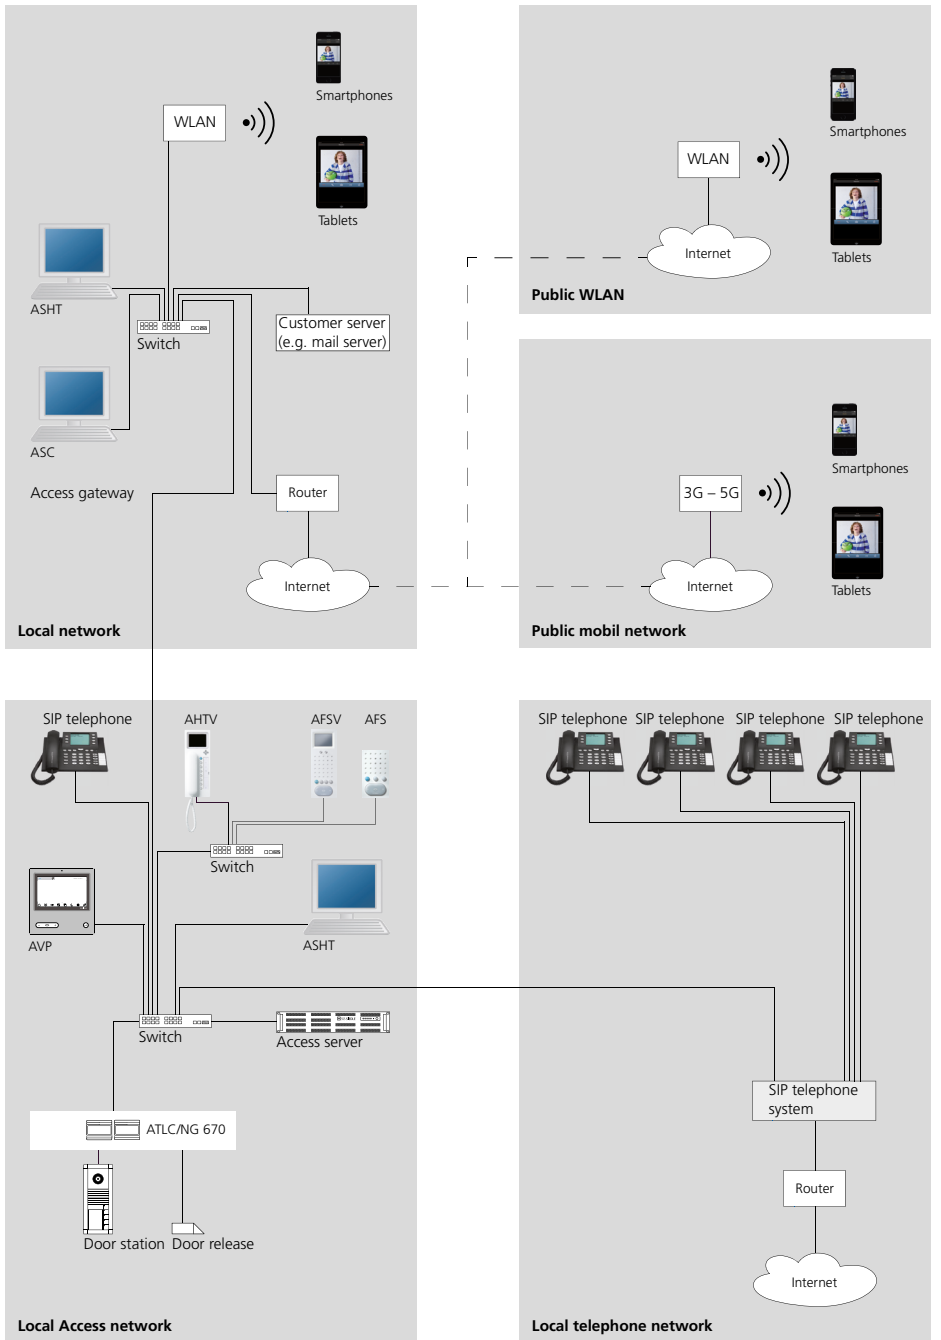 Smartphones
WLAN
Tablets
ASHT
Switch
Customer server
(e.g. mail server)
ASC
Access gateway
Router
Internet
Local network
Smartphones
WLAN
Tablets
Internet
Public WLAN
Smartphones
3G – 5G
Tablets
Internet
Public mobil network
SIP telephone
AHTV
AFSV
AFS
Switch
AVP
ASHT
Switch
Access server
ATLC/NG 670
Door station
Door release
Local Access network
SIP telephone
SIP telephone
SIP telephone
SIP telephone
SIP telephone
system
Router
Internet
Local telephone network